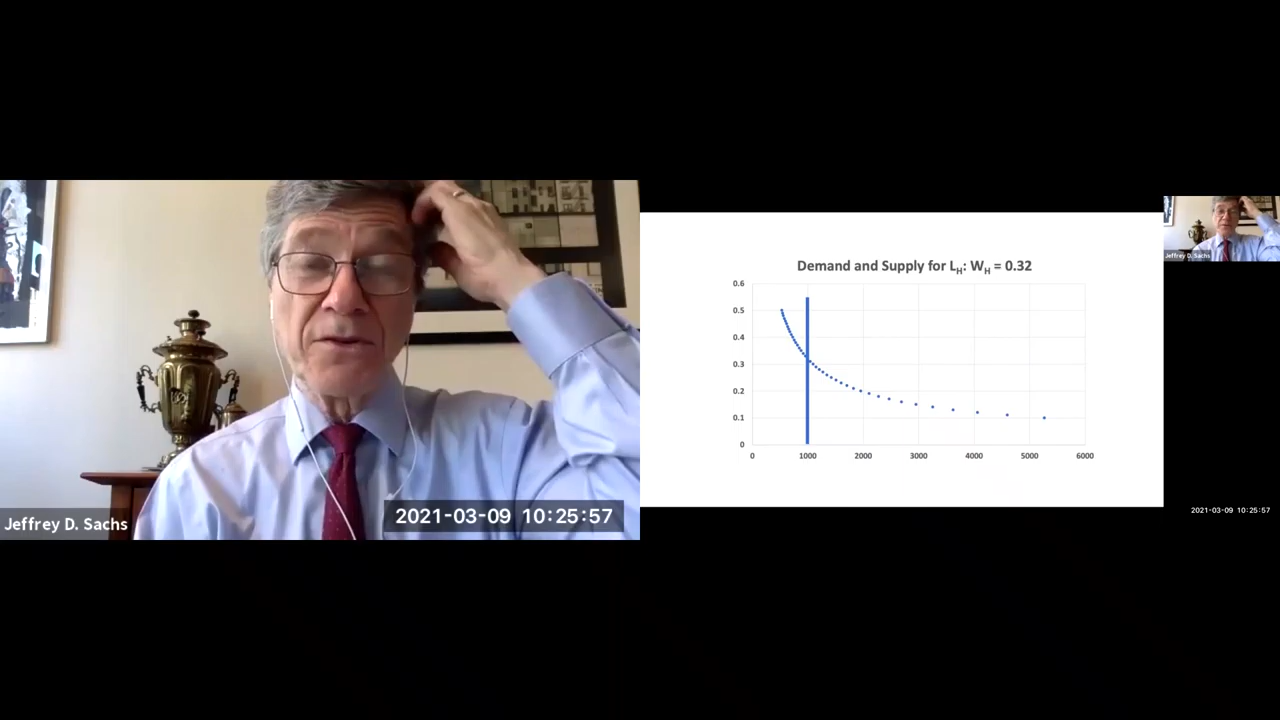 Jeffrey D. Sachs
2021-03-09 10:25:57
Demand and Supply for LH: WH = 0.32
0.6
0.5
0.4
0.3
0.2
0.1
0
0 1000 2000 3000 4000 5000 6000
Jeffrey D. Sachs
2021-03-09 10:25:57